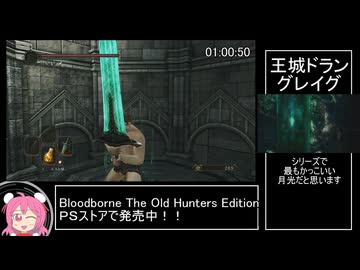 01:00:50
王城ドラン
グレイグ
シリーズで
最もかっこいい
月光だと思います
Bloodborne The Old Hunters Edition
PSストアで発売中！！